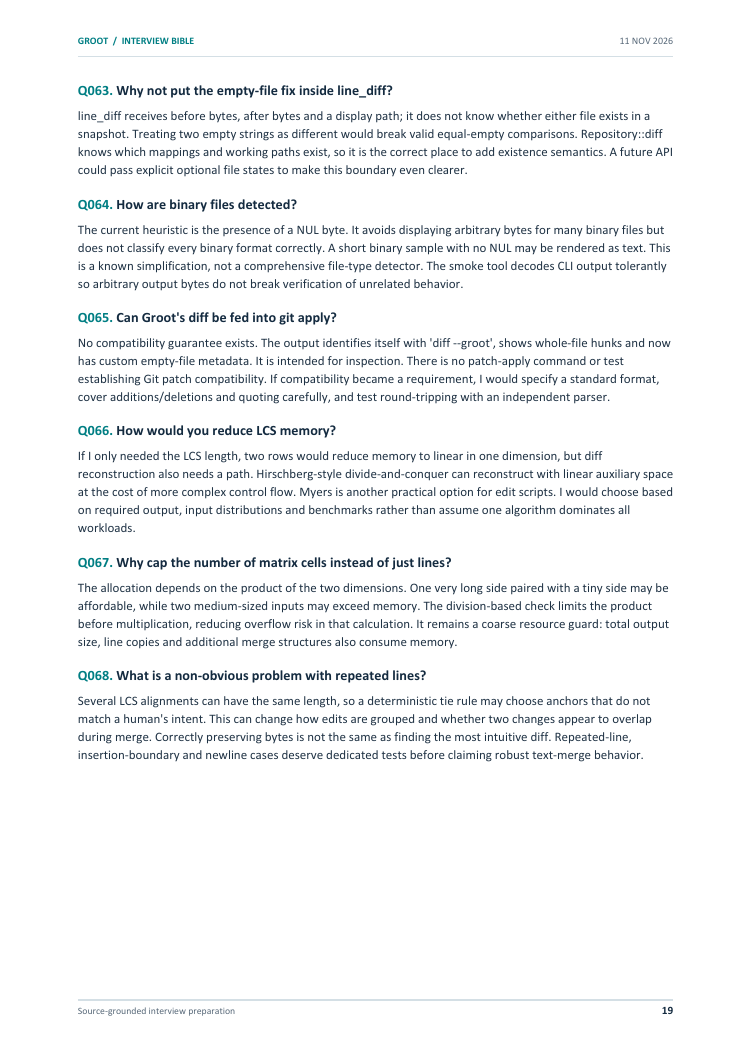 GROOT / INTERVIEW BIBLE
11 NOV 2026
Q063. Why not put the empty-file fix inside line_diff?
line_diff receives before bytes, after bytes and a display path; it does not know whether either file exists in a
snapshot. Treating two empty strings as different would break valid equal-empty comparisons. Repository::diff
knows which mappings and working paths exist, so it is the correct place to add existence semantics. A future API
could pass explicit optional file states to make this boundary even clearer.
Q064. How are binary files detected?
The current heuristic is the presence of a NUL byte. It avoids displaying arbitrary bytes for many binary files but
does not classify every binary format correctly. A short binary sample with no NUL may be rendered as text. This
is a known simplification, not a comprehensive file-type detector. The smoke tool decodes CLI output tolerantly
so arbitrary output bytes do not break verification of unrelated behavior.
Q065. Can Groot's diff be fed into git apply?
No compatibility guarantee exists. The output identifies itself with 'diff --groot', shows whole-file hunks and now
has custom empty-file metadata. It is intended for inspection. There is no patch-apply command or test
establishing Git patch compatibility. If compatibility became a requirement, I would specify a standard format,
cover additions/deletions and quoting carefully, and test round-tripping with an independent parser.
Q066. How would you reduce LCS memory?
If I only needed the LCS length, two rows would reduce memory to linear in one dimension, but diff
reconstruction also needs a path. Hirschberg-style divide-and-conquer can reconstruct with linear auxiliary space
at the cost of more complex control flow. Myers is another practical option for edit scripts. I would choose based
on required output, input distributions and benchmarks rather than assume one algorithm dominates all
workloads.
Q067. Why cap the number of matrix cells instead of just lines?
The allocation depends on the product of the two dimensions. One very long side paired with a tiny side may be
affordable, while two medium-sized inputs may exceed memory. The division-based check limits the product
before multiplication, reducing overflow risk in that calculation. It remains a coarse resource guard: total output
size, line copies and additional merge structures also consume memory.
Q068. What is a non-obvious problem with repeated lines?
Several LCS alignments can have the same length, so a deterministic tie rule may choose anchors that do not
match a human's intent. This can change how edits are grouped and whether two changes appear to overlap
during merge. Correctly preserving bytes is not the same as finding the most intuitive diff. Repeated-line,
insertion-boundary and newline cases deserve dedicated tests before claiming robust text-merge behavior.
Source-grounded interview preparation
19